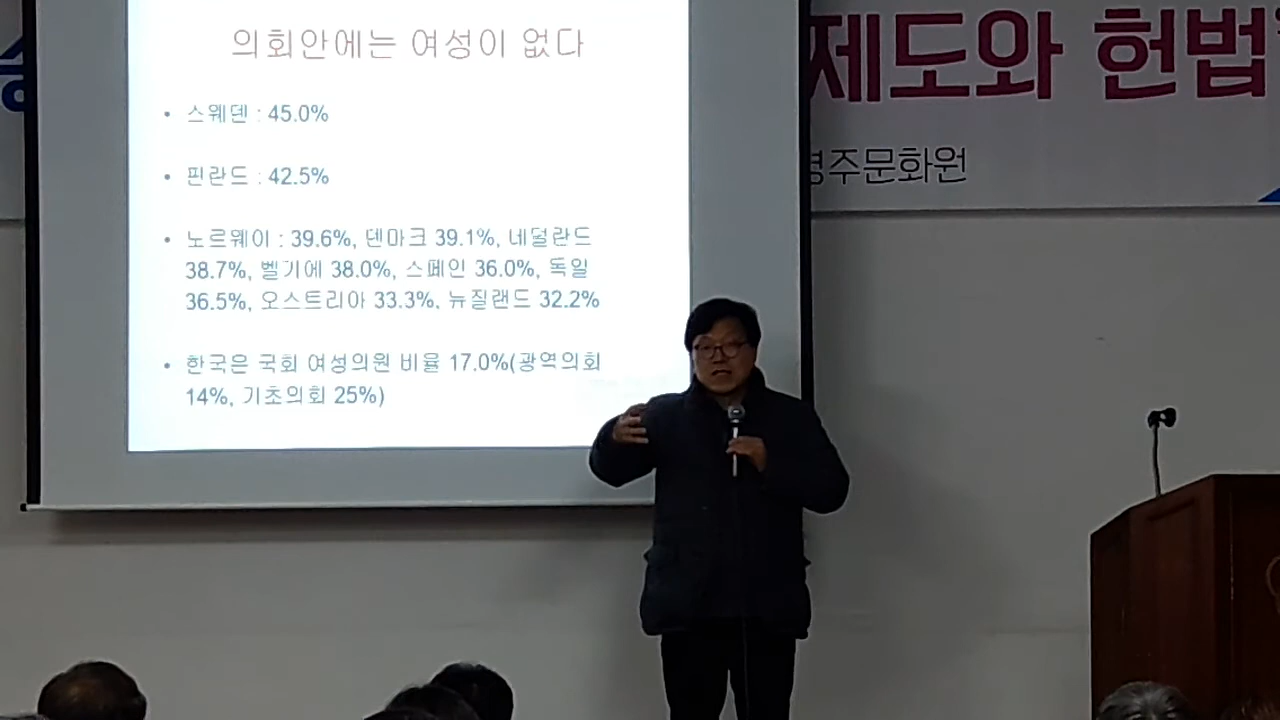 의회안에는 여성이 없다
• 스웨덴 : 45.0%
• 핀란드 : 42.5%
• 노르웨이 : 39.6%, 덴마크 39.1%, 네덜란드
38.7%, 벨기에 38.0%, 스페인 36.0%, 독일
36.5%, 오스트리아 33.3%, 뉴질랜드 32.2%
• 한국은 국회 여성의원 비율 17.0%(광역의회
14%, 기초의회 25%)
제도와 헌법
경주문화원